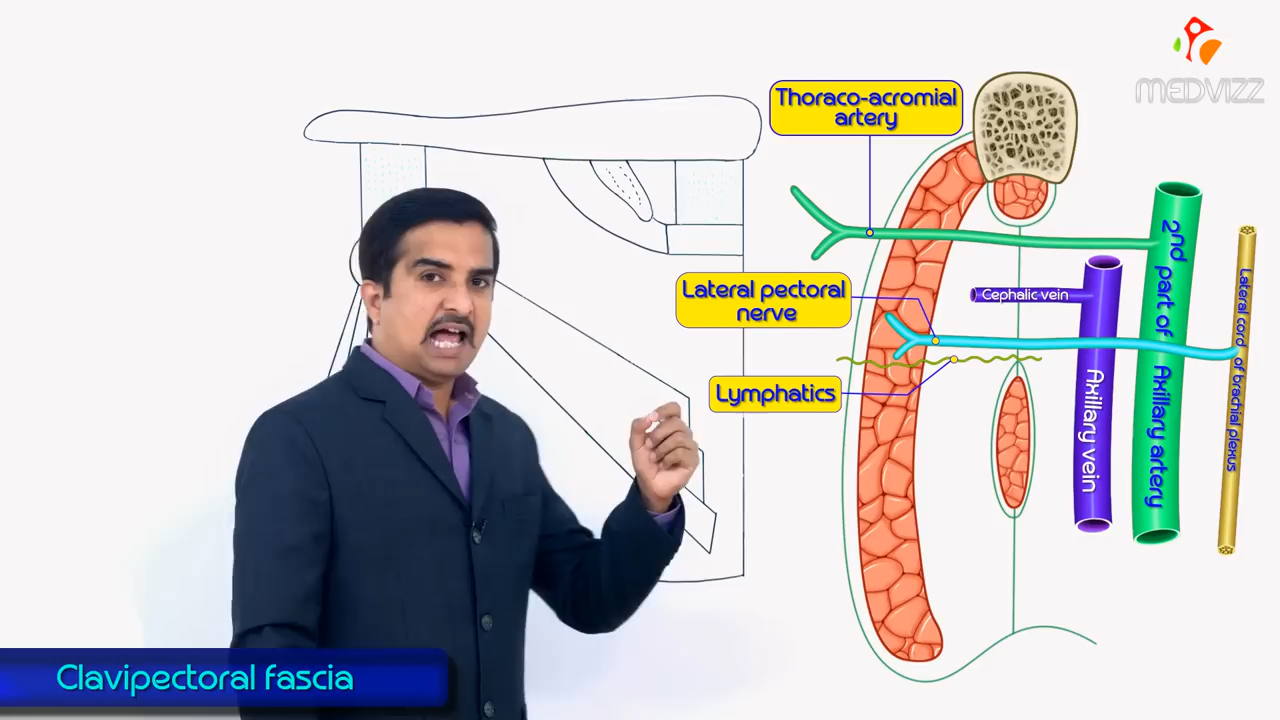 MEDVIZZ
Thoraco-acromial
artery
2nd part of Axillary artery
Lateral pectoral
nerve
Cephalic vein
Lateral cord of brachial plexus
Axillary vein
Lymphatics
Clavipectoral fascia